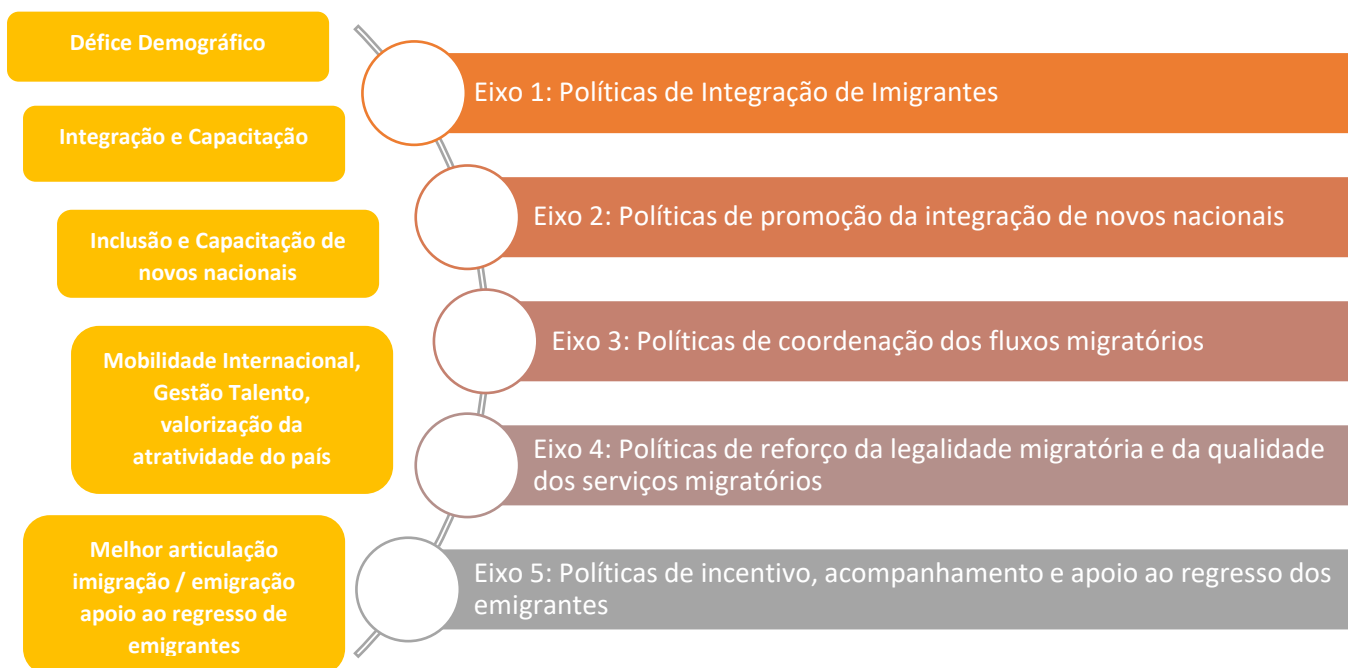 Défice Demográfico
Integração e Capacitação
Inclusão e Capacitação de
novos nacionais
Mobilidade Internacional,
Gestão Talento,
valorização da
atratividade do país
Melhor articulação
imigração / emigração
apoio ao regresso de
emigrantes
Eixo 1: Políticas de Integração de Imigrantes
Eixo 2: Políticas de promoção da integração de novos nacionais
Eixo 3: Políticas de coordenação dos fluxos migratórios
Eixo 4: Políticas de reforço da legalidade migratória e da qualidade
dos serviços migratórios
Eixo 5: Políticas de incentivo, acompanhamento e apoio ao regresso dos
emigrantes